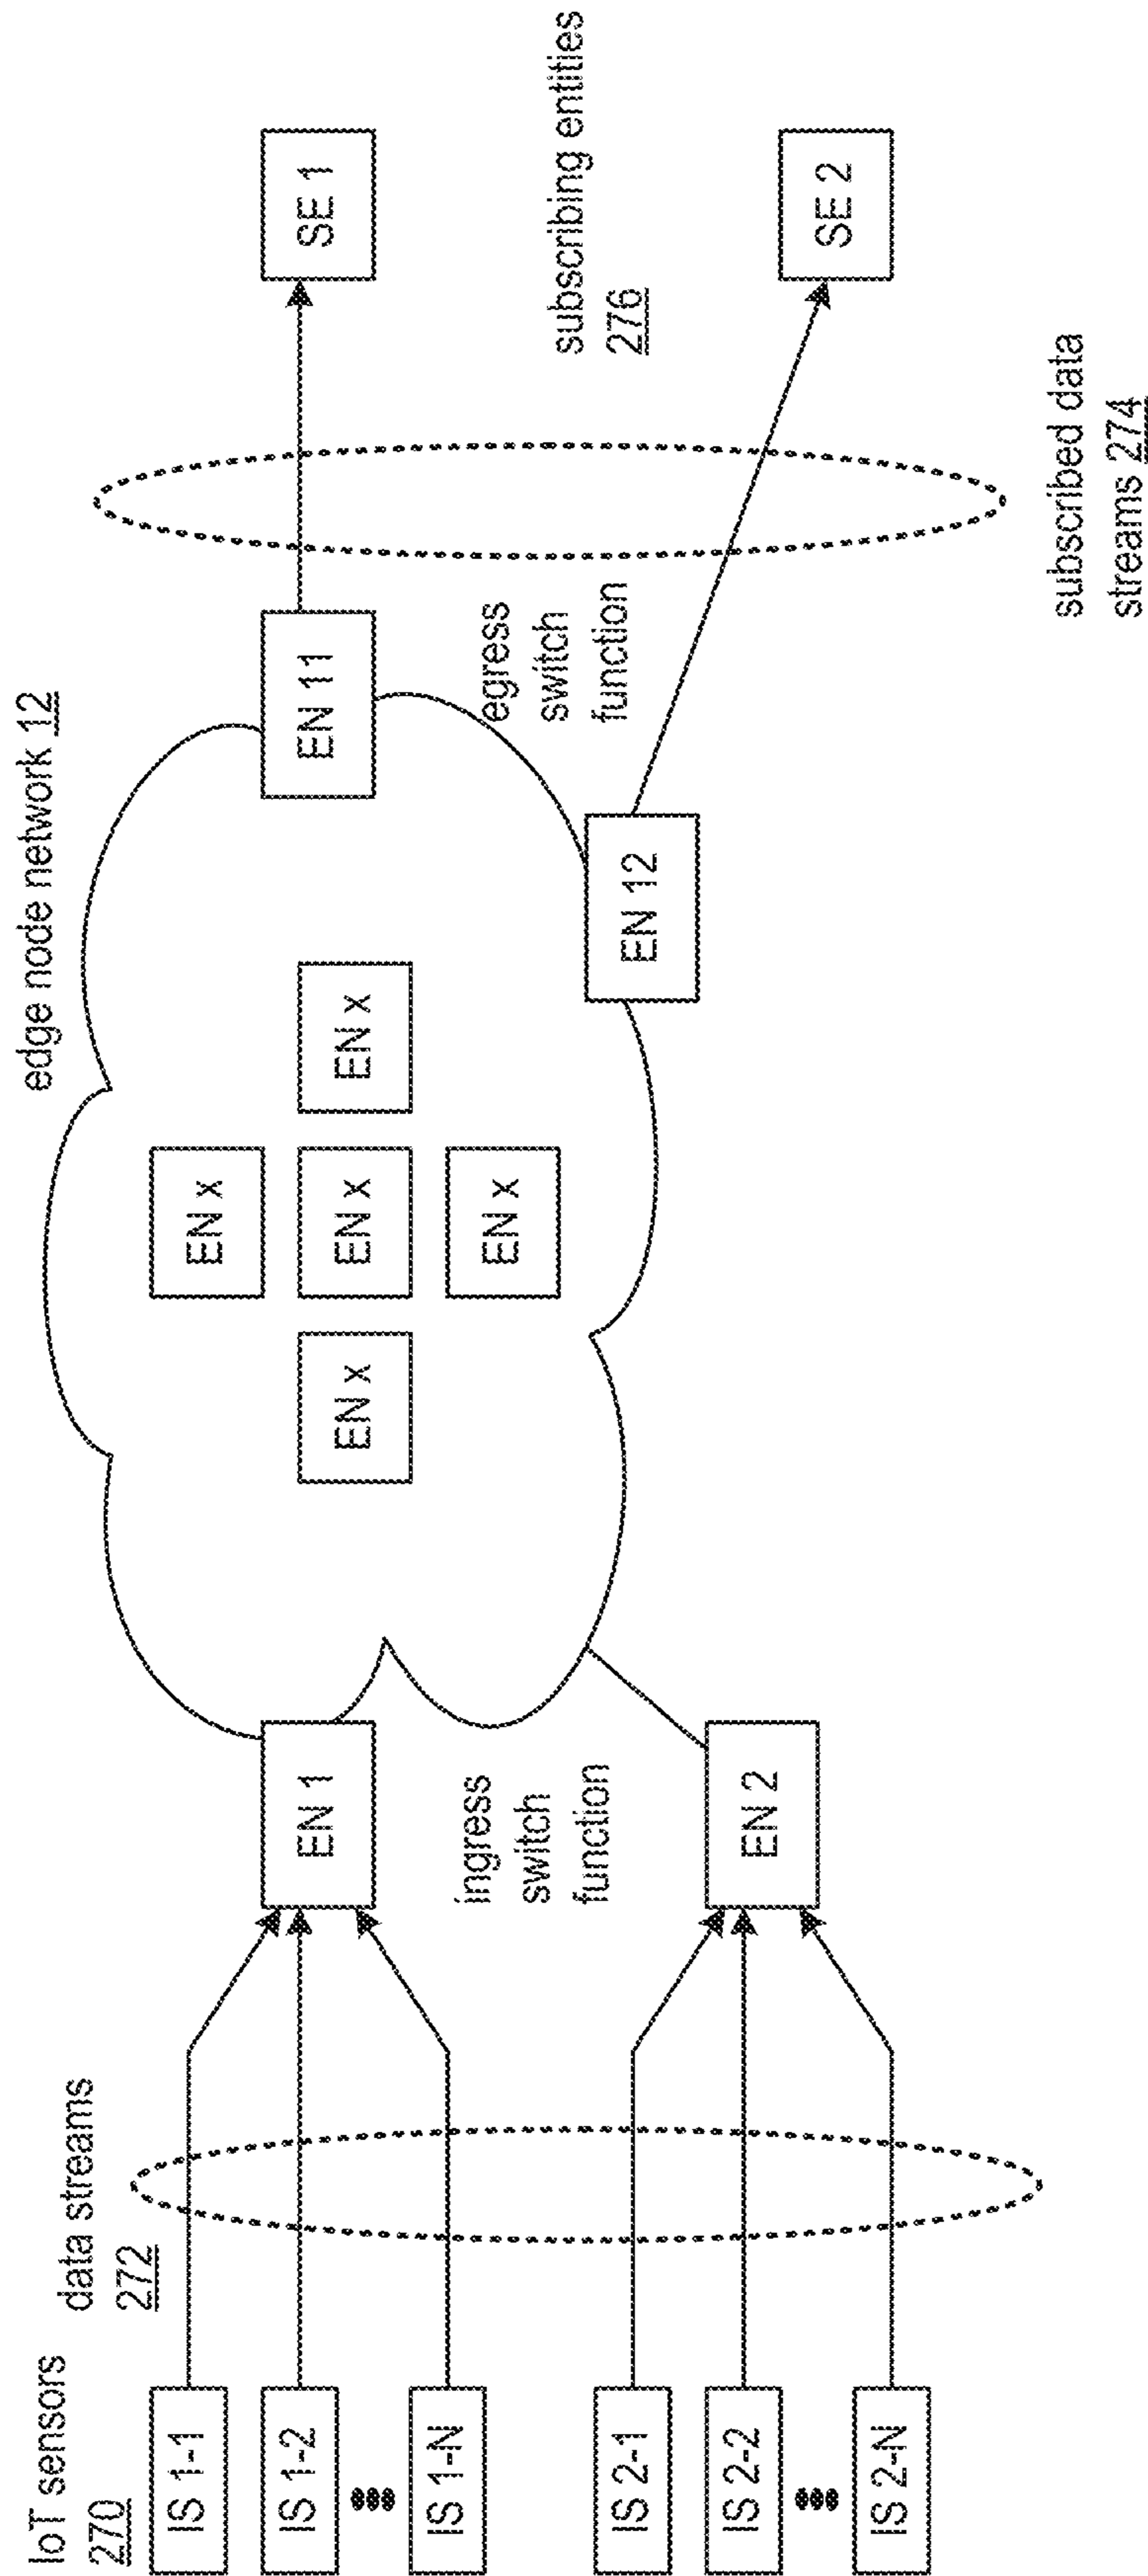 IoT sensors
270
data streams
272
edge node network 12
IS 1-1
IS 1-2
IS 1-N
IS 2-1
IS 2-2
IS 2-N
EN 1
ingress
switch
function
EN 2
EN x
EN x
EN x
EN x
EN x
EN 11
egress
switch
function
EN 12
SE 1
subscribing entities
276
SE 2
subscribed data
streams 274